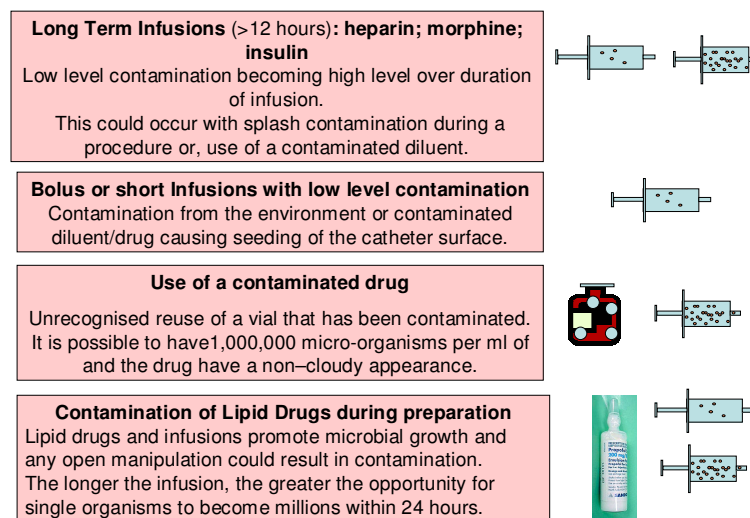 Long Term Infusions (>12 hours): heparin; morphine;
insulin
Low level contamination becoming high level over duration
of infusion.
This could occur with splash contamination during a
procedure or, use of a contaminated diluent.
Bolus or short Infusions with low level contamination
Contamination from the environment or contaminated
diluent/drug causing seeding of the catheter surface.
Use of a contaminated drug
Unrecognised reuse of a vial that has been contaminated.
It is possible to have1,000,000 micro-organisms per ml of
and the drug have a non–cloudy appearance.
Contamination of Lipid Drugs during preparation
Lipid drugs and infusions promote microbial growth and
any open manipulation could result in contamination.
The longer the infusion, the greater the opportunity for
single organisms to become millions within 24 hours.